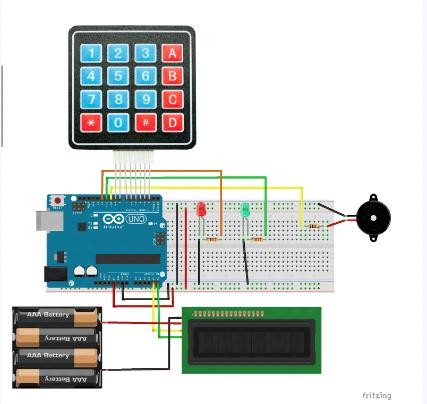 1 2 3 A
4 5 6 B
7 8 9 C
* 0 # D
UNO
Arduino
AAA Battery
AAA Battery
AAA Battery
AAA Battery
fritzing